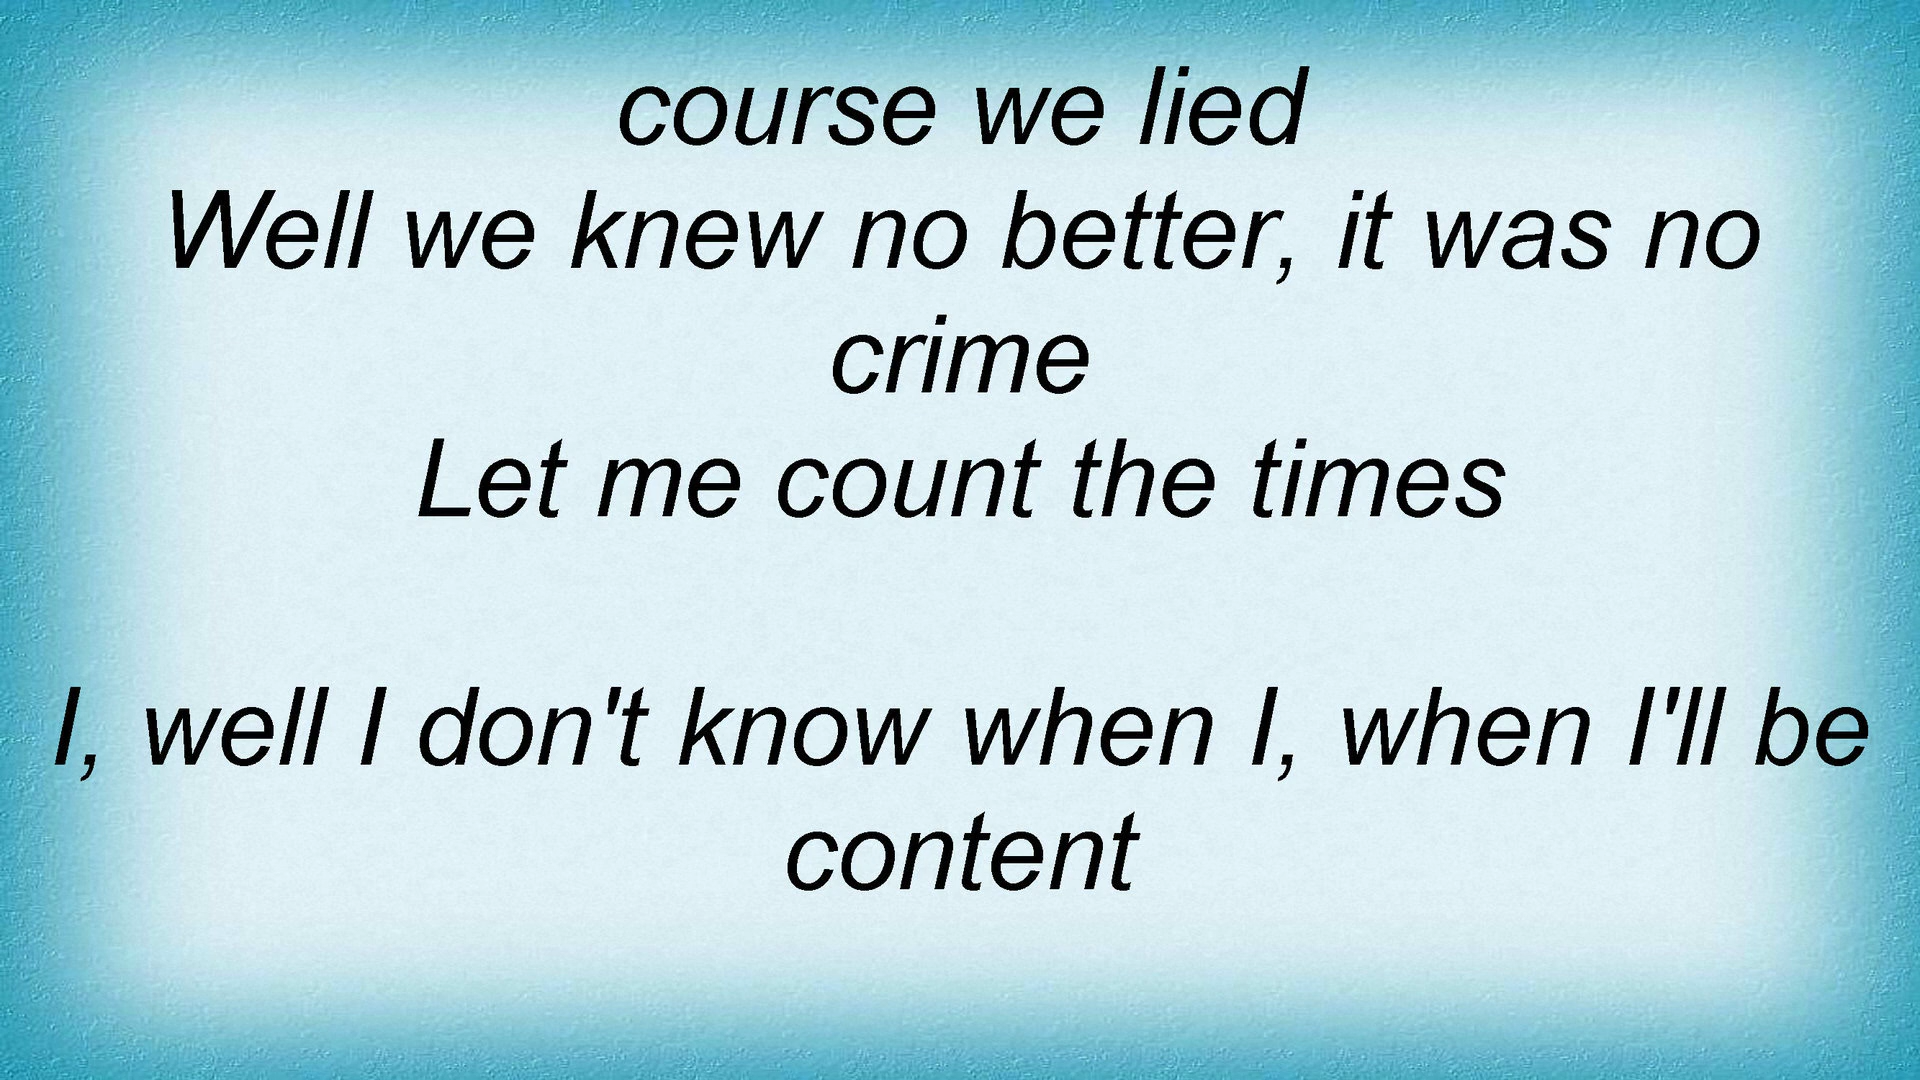 course we lied
Well we knew no better, it was no
crime
Let me count the times
I, well I don't know when I, when I'll be
content